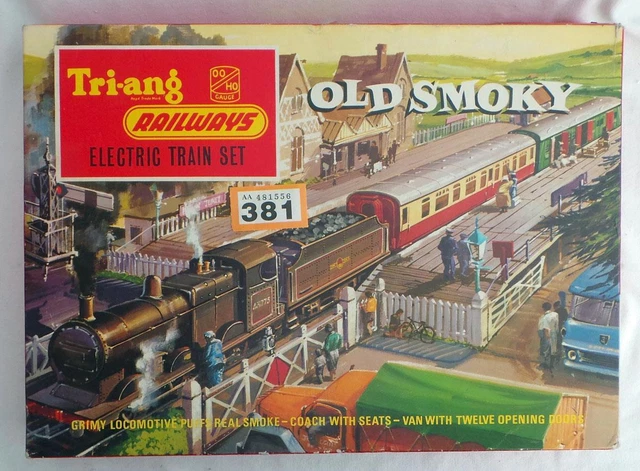 Tri-ang
OO/HO
GAUGE
RAILWAYS
ELECTRIC TRAIN SET
OLD SMOKY
AA 481556
381
GRIMY LOCOMOTIVE PUFFS REAL SMOKE - COACH WITH SEATS - VAN WITH TWELVE OPENING DOORS